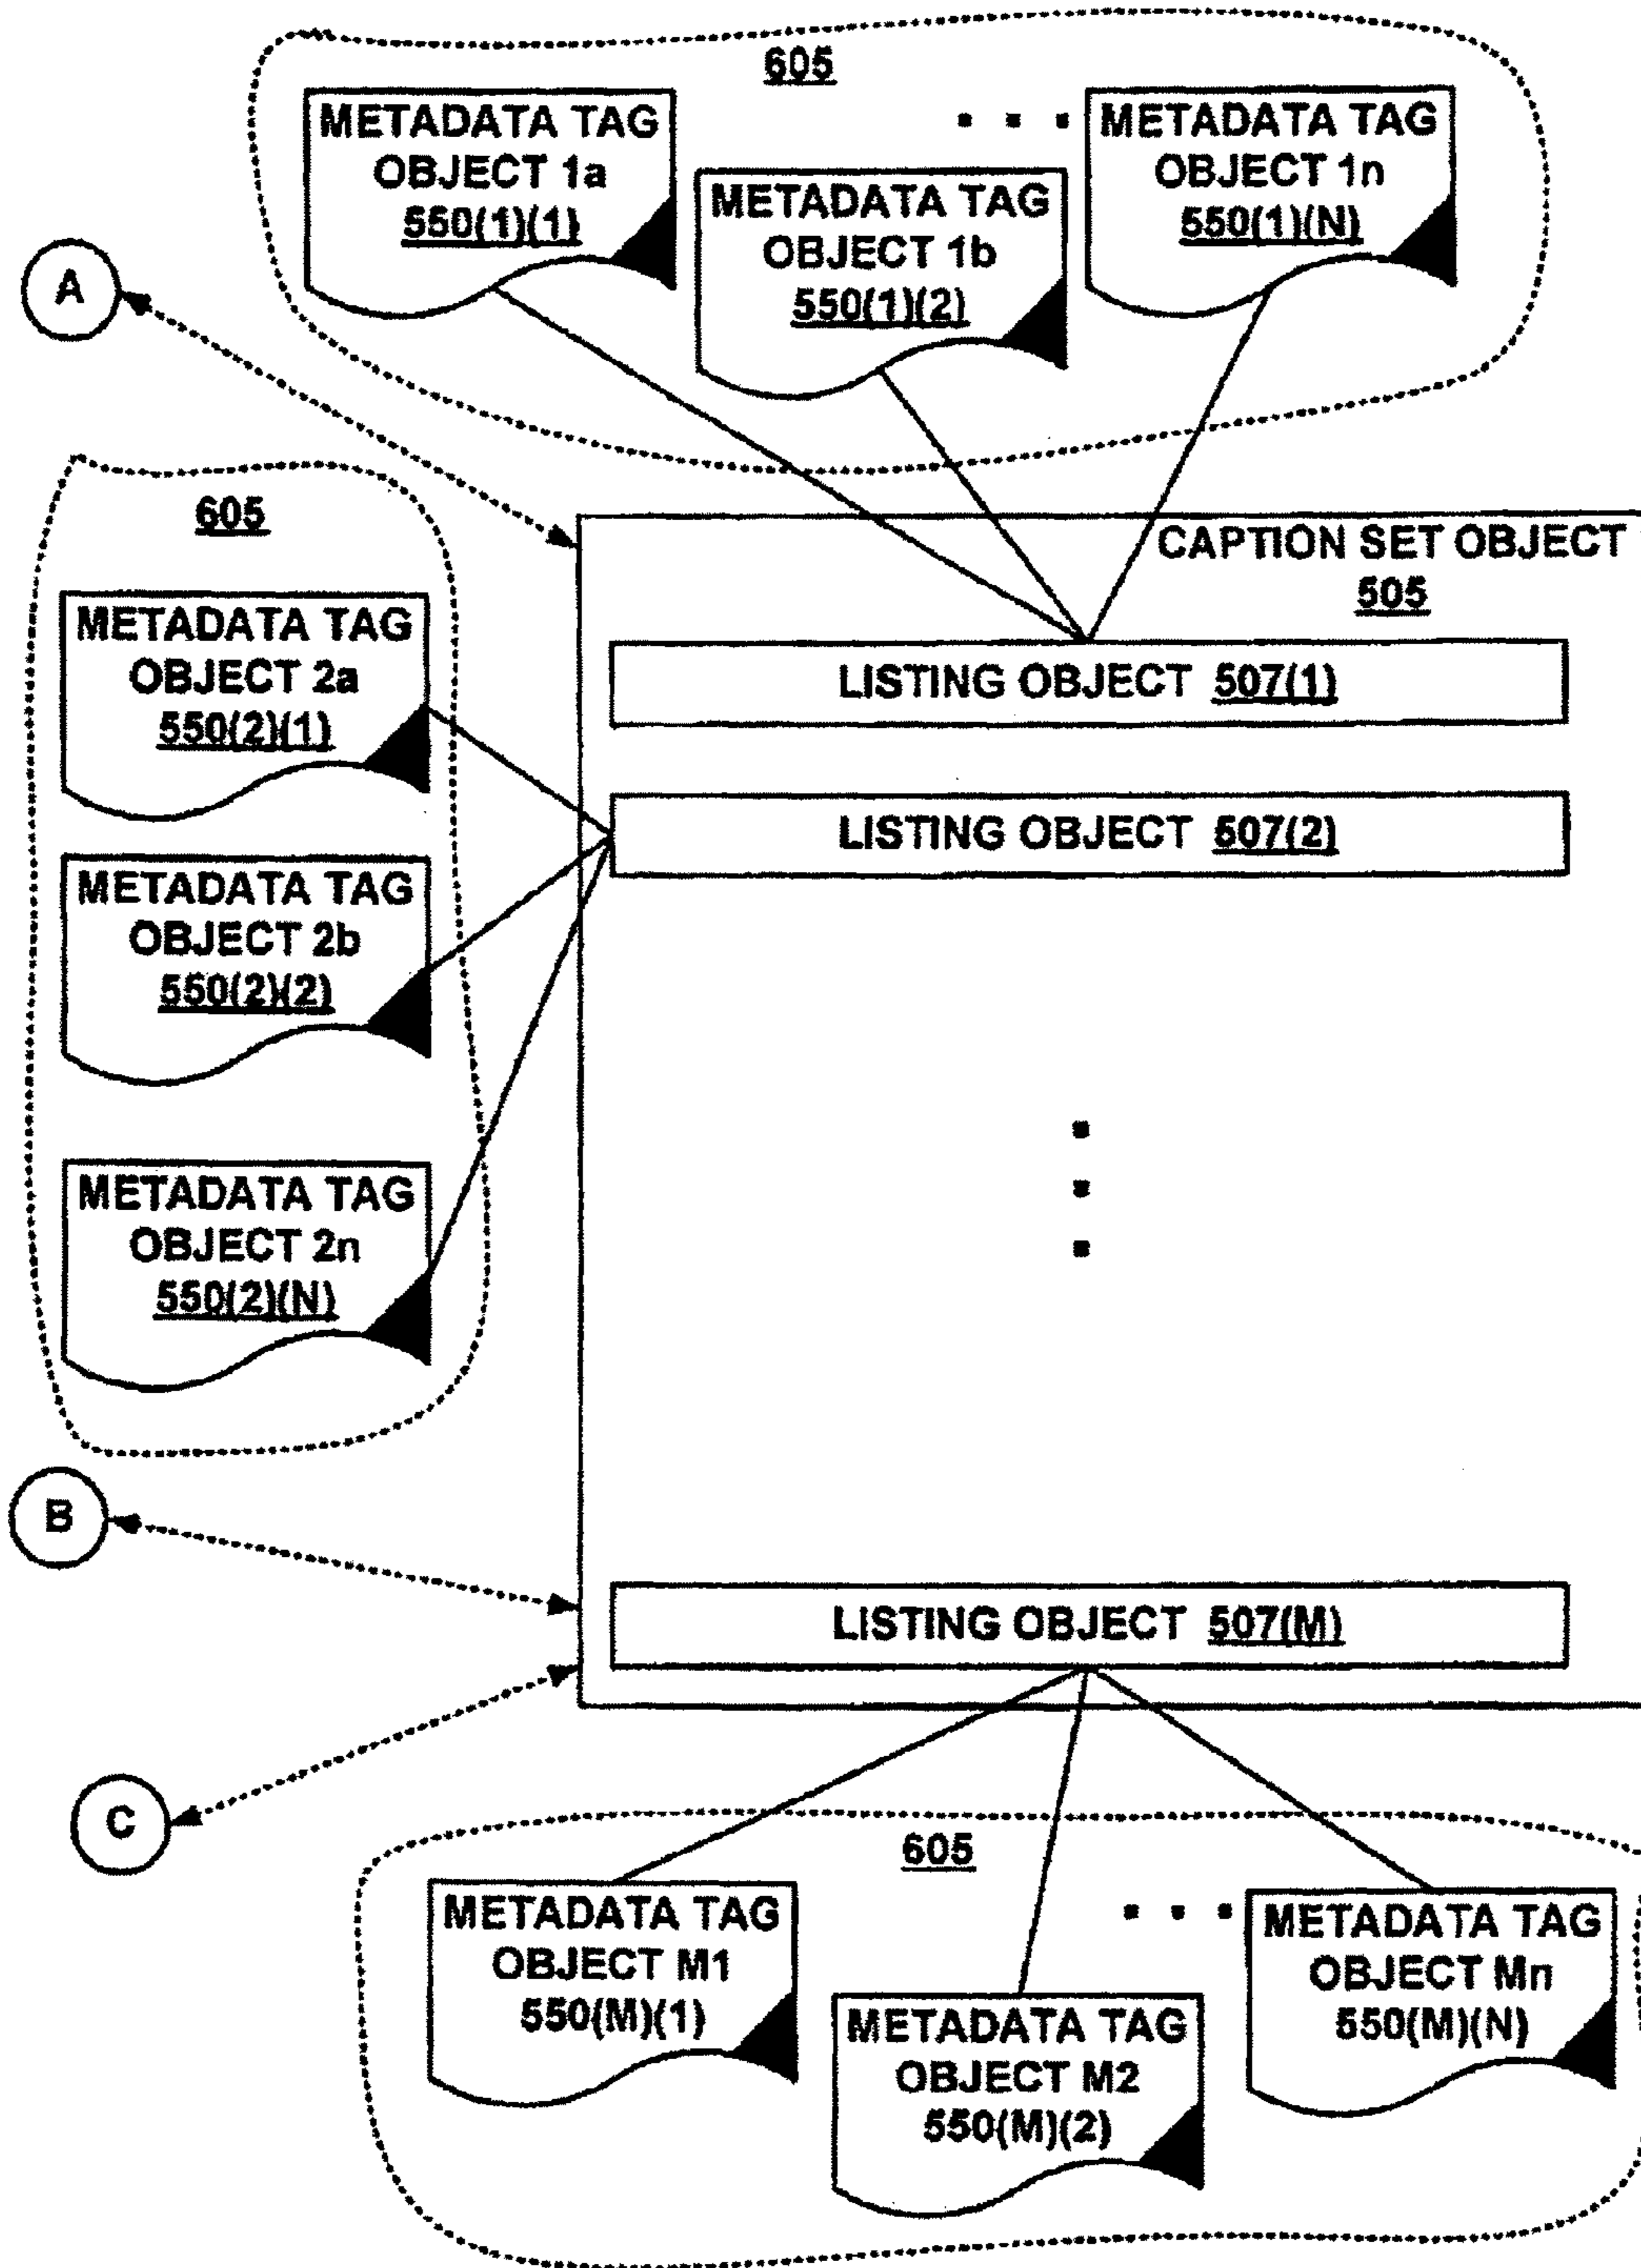 605
METADATA TAG
OBJECT 1a
550(1)(1)
METADATA TAG
OBJECT 1b
550(1)(2)
. . .
METADATA TAG
OBJECT 1n
550(1)(N)
A
605
METADATA TAG
OBJECT 2a
550(2)(1)
METADATA TAG
OBJECT 2b
550(2)(2)
METADATA TAG
OBJECT 2n
550(2)(N)
CAPTION SET OBJECT
505
LISTING OBJECT 507(1)
LISTING OBJECT 507(2)
LISTING OBJECT 507(M)
B
C
605
METADATA TAG
OBJECT M1
550(M)(1)
METADATA TAG
OBJECT M2
550(M)(2)
. . .
METADATA TAG
OBJECT Mn
550(M)(N)